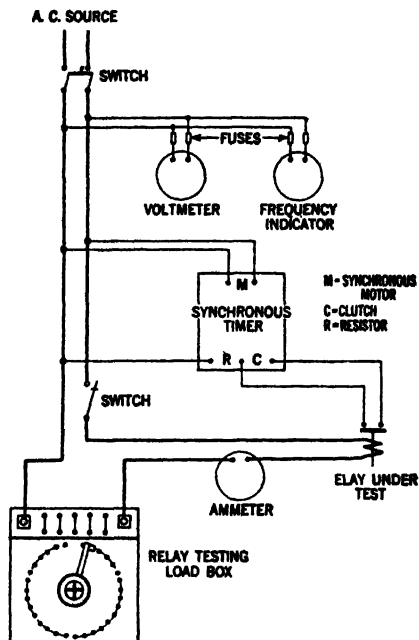 A. C. SOURCE
SWITCH
FUSES
VOLTMETER
FREQUENCY
INDICATOR
M
SYNCHRONOUS
TIMER
R C
M=SYNCHRONOUS
MOTOR
C=CLUTCH
R=RESISTOR
SWITCH
AMMETER
ELAY UNDER
TEST
RELAY TESTING
LOAD BOX